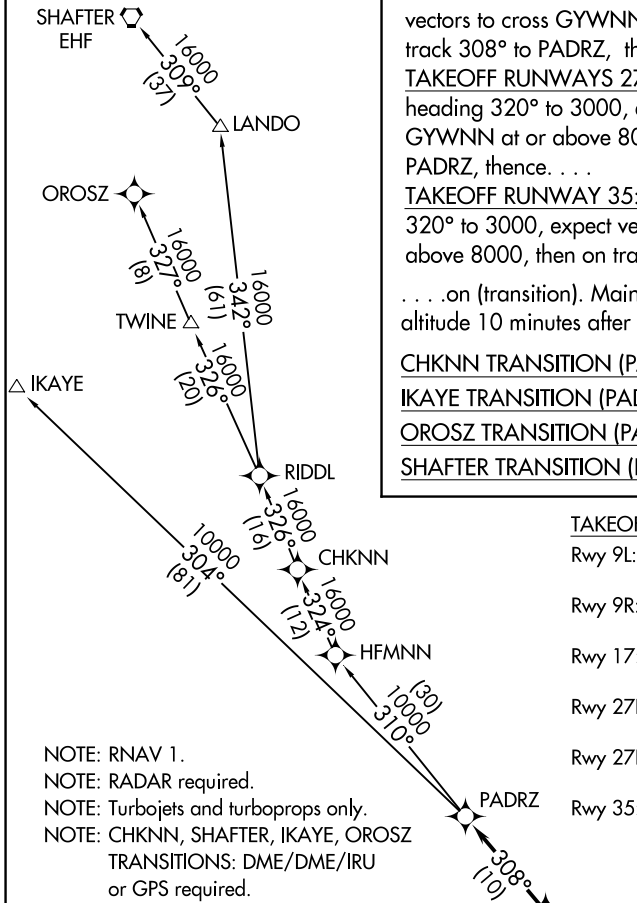 SHAFTER
EHF
16000
309°
(37)
LANDO
OROSZ
16000
327°
(8)
16000
342°
(61)
TWINE
16000
326°
(20)
IKAYE
RIDDL
16000
326°
(16)
CHKNN
10000
304°
(81)
16000
324°
(12)
HFMNN
(30)
10000
310°
PADRZ
308°
(10)
NOTE: RNAV 1.
NOTE: RADAR required.
NOTE: Turbojets and turboprops only.
NOTE: CHKNN, SHAFTER, IKAYE, OROSZ
TRANSITIONS: DME/DME/IRU
or GPS required.
vectors to cross GYWNN
track 308° to PADRZ, th
TAKEOFF RUNWAYS 27
heading 320° to 3000,
GYWNN at or above 80
PADRZ, thence. . . .
TAKEOFF RUNWAY 35:
320° to 3000, expect ve
above 8000, then on tra
. . . .on (transition). Main
altitude 10 minutes after
CHKNN TRANSITION (PA
IKAYE TRANSITION (PAD
OROSZ TRANSITION (PA
SHAFTER TRANSITION (
TAKEOF
Rwy 9L:
Rwy 9R:
Rwy 17
Rwy 27
Rwy 27
Rwy 35